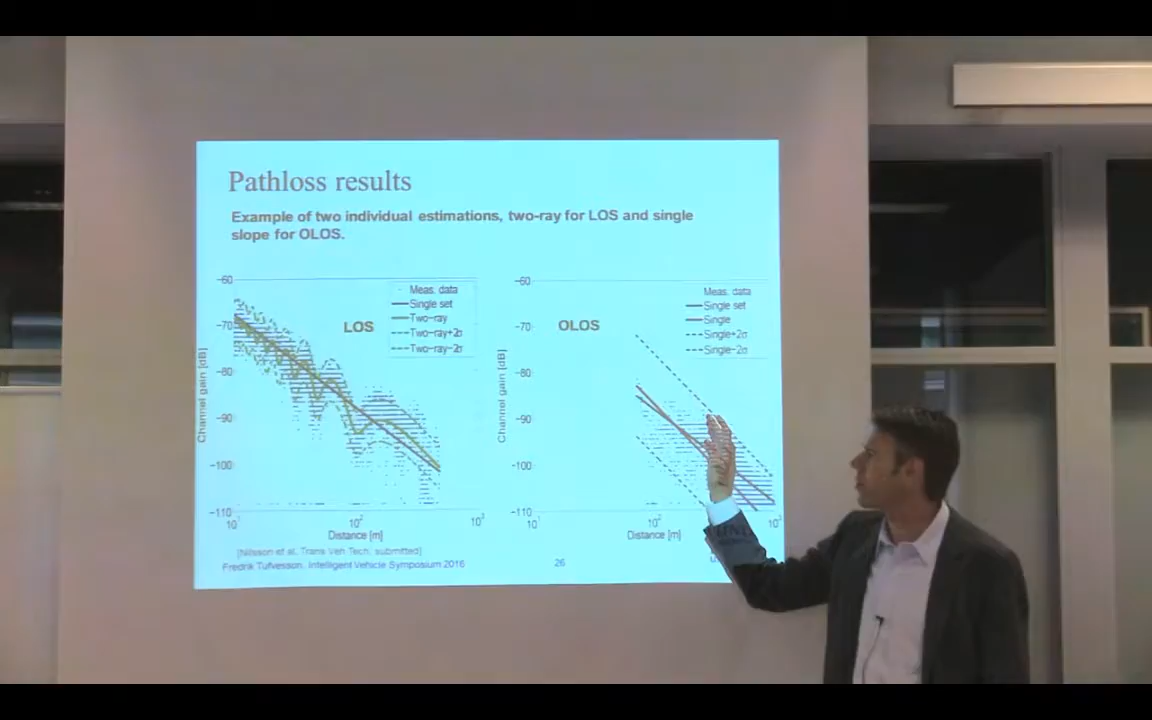 Pathloss results
Example of two individual estimations, two-ray for LOS and single
slope for OLOS.
-60
-70
-80
-90
-100
-110
Channel gain [dB]
LOS
Meas. data
Single set
Two-ray
Two-ray+2σ
Two-ray-2σ
10¹
10²
10³
Distance [m]
-60
-70
-80
-90
-100
-110
Channel gain [dB]
OLOS
Meas. data
Single set
Single
Single+2σ
Single-2σ
10¹
10²
10³
Distance [m]
[Nilsson et al, Trans Veh Tech, submitted]
Fredrik Tufvesson, Intelligent Vehicle Symposium 2016
26